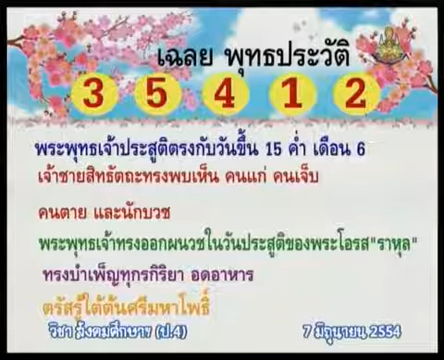 เฉลย พุทธประวัติ
3 5 4 1 2
พระพุทธเจ้าประสูติตรงกับวันขึ้น 15 ค่ำ เดือน 6
เจ้าชายสิทธัตถะทรงพบเห็น คนแก่ คนเจ็บ
คนตาย และนักบวช
พระพุทธเจ้าทรงออกผนวชในวันประสูติของพระโอรส"ราหุล"
ทรงบำเพ็ญทุกรกิริยา อดอาหาร
ตรัสรู้ใต้ต้นศรีมหาโพธิ์
วิชา สังคมศึกษาฯ (ป.4) 7 มิถุนายน 2554